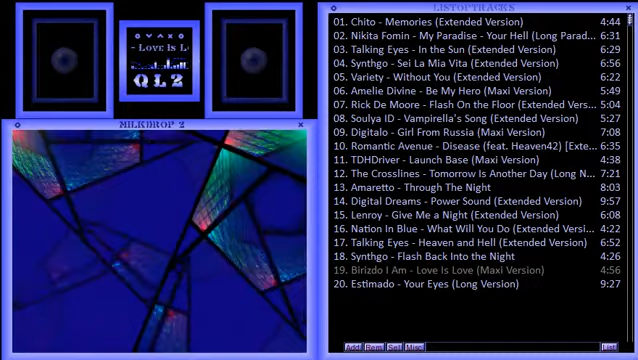 LISTOFTRACKS
- LOVE IS LO
QL2
MILKDROP 2
01. Chito - Memories (Extended Version) 4:44
02. Nikita Fomin - My Paradise - Your Hell (Long Parad... 6:31
03. Talking Eyes - In the Sun (Extended Version) 6:29
04. Synthgo - Sei La Mia Vita (Extended Version) 6:56
05. Variety - Without You (Extended Version) 6:22
06. Amelie Divine - Be My Hero (Maxi Version) 5:49
07. Rick De Moore - Flash On the Floor (Extended Vers... 5:04
08. Soulya ID - Vampirella's Song (Extended Version) 5:27
09. Digitalo - Girl From Russia (Maxi Version) 7:08
10. Romantic Avenue - Disease (feat. Heaven42) [Exte... 6:35
11. TDHDriver - Launch Base (Maxi Version) 4:38
12. The Crosslines - Tomorrow Is Another Day (Long N... 7:21
13. Amaretto - Through The Night 8:03
14. Digital Dreams - Power Sound (Extended Version) 9:57
15. Lenroy - Give Me a Night (Extended Version) 6:08
16. Nation In Blue - What Will You Do (Extended Versi... 4:22
17. Talking Eyes - Heaven and Hell (Extended Version) 6:52
18. Synthgo - Flash Back Into the Night 4:26
19. Birizdo I Am - Love Is Love (Maxi Version) 4:56
20. Estimado - Your Eyes (Long Version) 9:27
Add Rem Sel Misc List